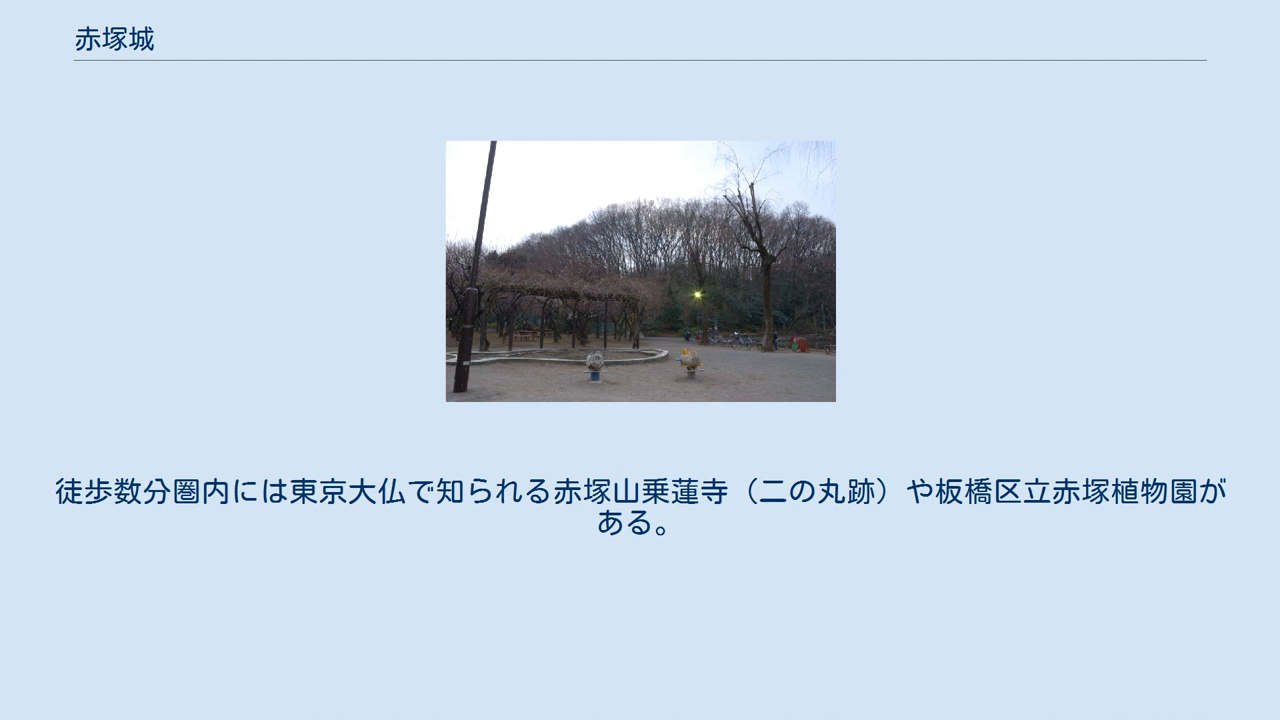 赤塚城
徒歩数分圏内には東京大仏で知られる赤塚山乗蓮寺（二の丸跡）や板橋区立赤塚植物園が
ある。